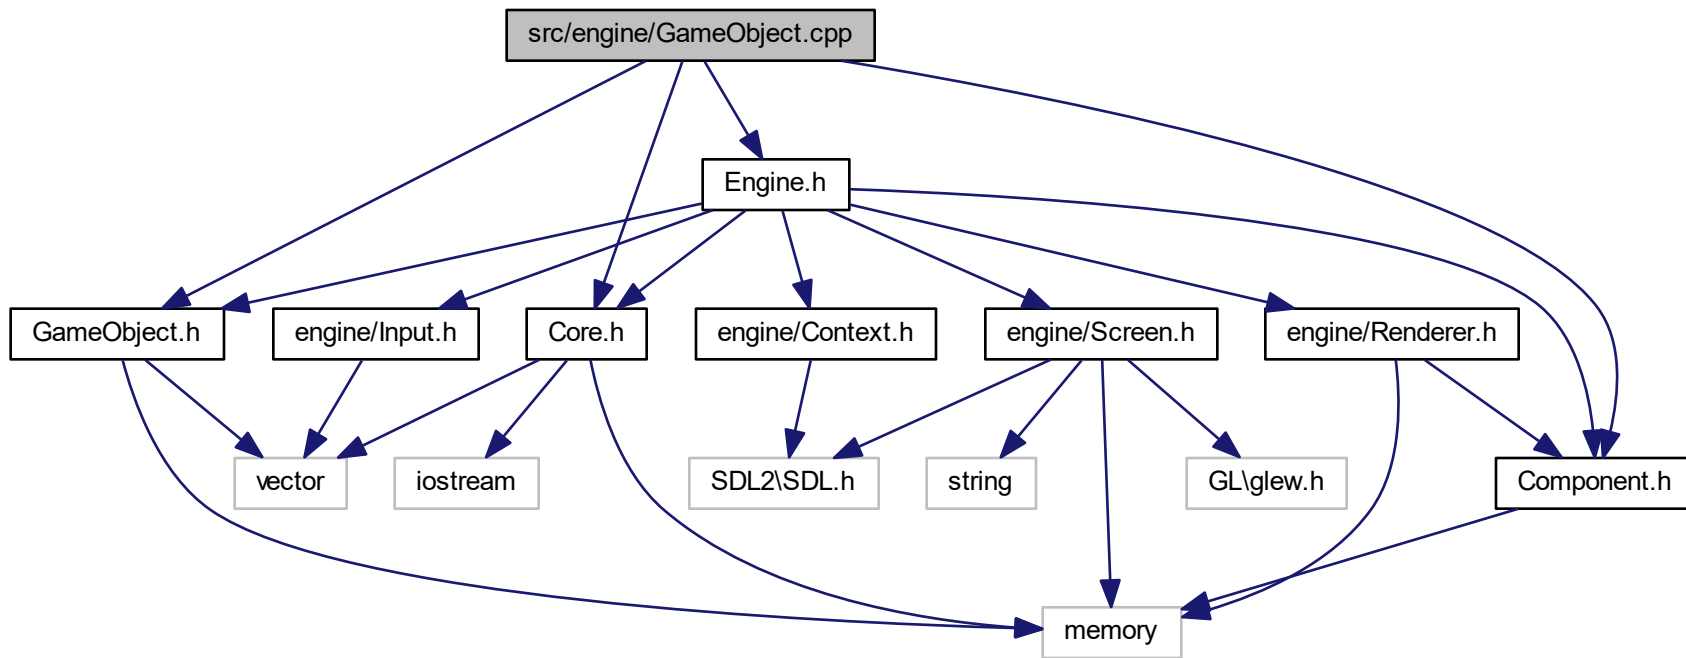 src/engine/GameObject.cpp
Engine.h
GameObject.h
engine/Input.h
Core.h
engine/Context.h
engine/Screen.h
engine/Renderer.h
vector
iostream
SDL2\SDL.h
string
GL\glew.h
Component.h
memory